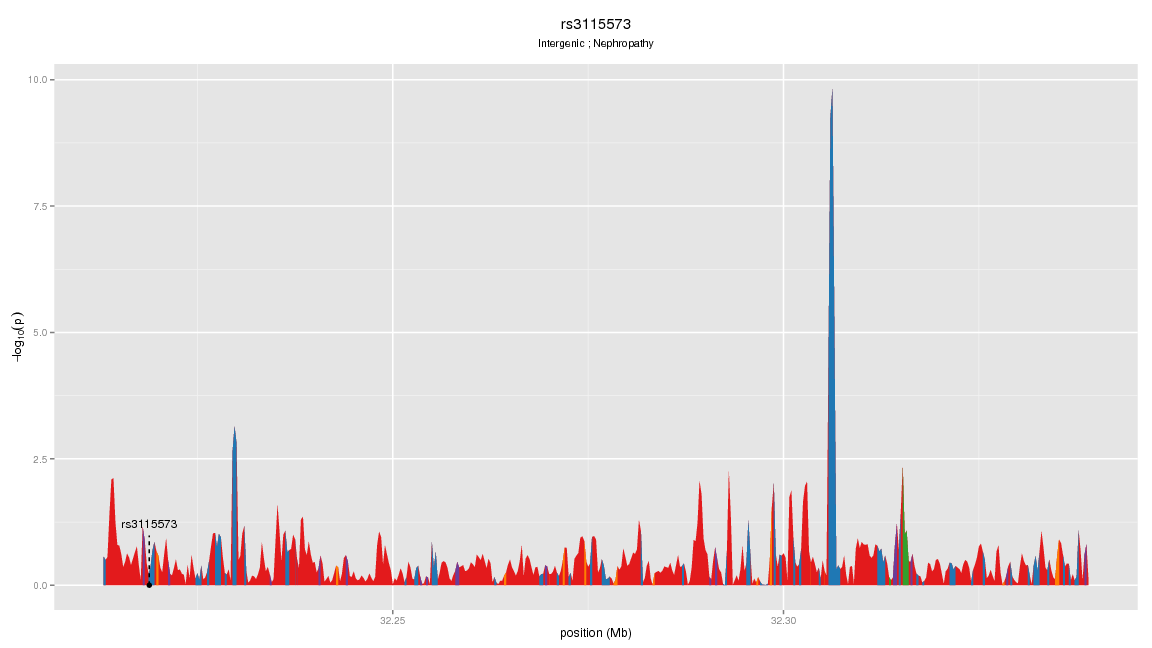 rs3115573
Intergenic ; Nephropathy
10.0
7.5
5.0
2.5
0.0
−log10(p)
rs3115573
32.25
32.30
position (Mb)